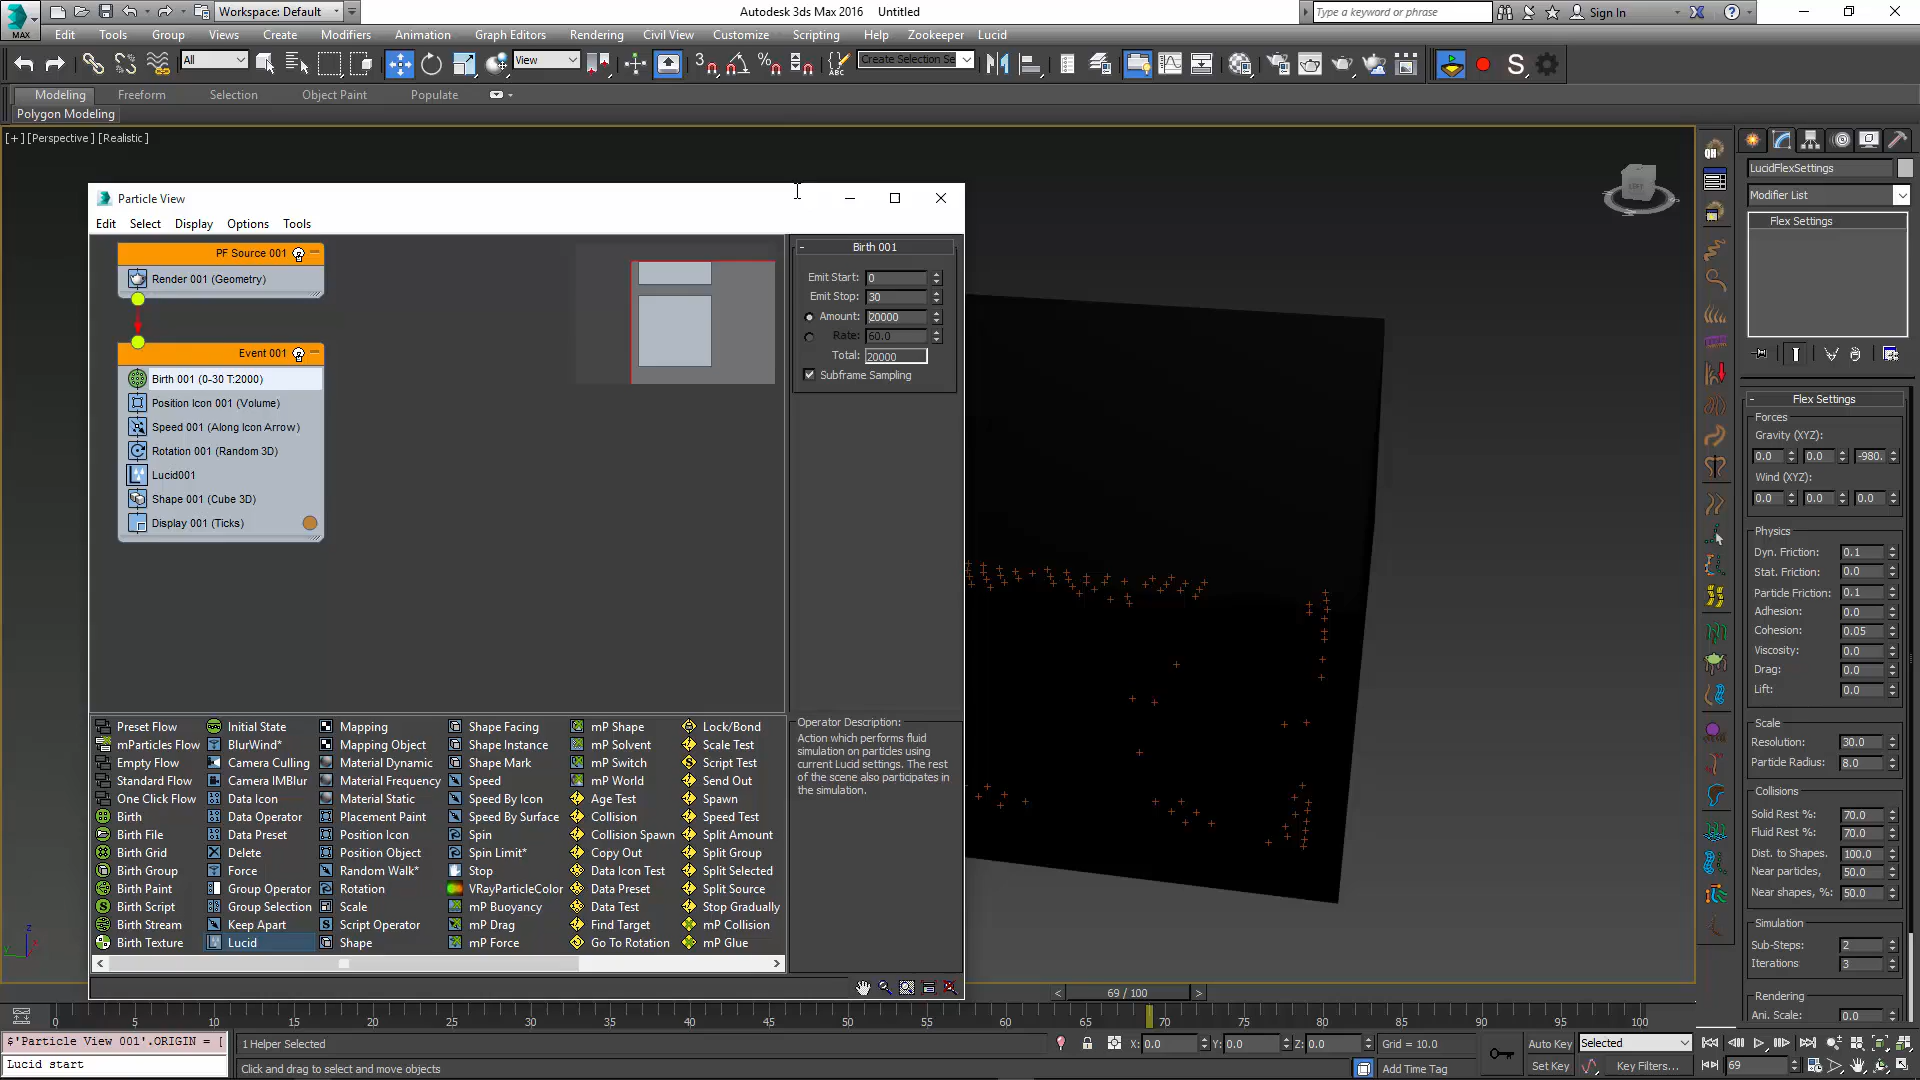 MAX
Workspace: Default
Autodesk 3ds Max 2016 Untitled
Type a keyword or phrase
Sign In
Edit Tools Group Views Create Modifiers Animation Graph Editors Rendering Civil View Customize Scripting Help Zookeeper Lucid
All
View
3
%
ABC
Create Selection Se
S
Modeling Freeform Selection Object Paint Populate
Polygon Modeling
[+] [Perspective] [Realistic]
Particle View
Edit Select Display Options Tools
PF Source 001
Render 001 (Geometry)
Event 001
Birth 001 (0-30 T:2000)
Position Icon 001 (Volume)
Speed 001 (Along Icon Arrow)
Rotation 001 (Random 3D)
Lucid001
Shape 001 (Cube 3D)
Display 001 (Ticks)
Birth 001
Emit Start: 0
Emit Stop: 30
Amount: 20000
Rate: 60.0
Total: 20000
Subframe Sampling
Preset Flow Initial State Mapping Shape Facing mP Shape Lock/Bond
mParticles Flow BlurWind* Mapping Object Shape Instance mP Solvent Scale Test
Empty Flow Camera Culling Material Dynamic Shape Mark mP Switch Script Test
Standard Flow Camera IMBlur Material Frequency Speed mP World Send Out
One Click Flow Data Icon Material Static Speed By Icon Age Test Spawn
Birth Data Operator Placement Paint Speed By Surface Collision Speed Test
Birth File Data Preset Position Icon Spin Collision Spawn Split Amount
Birth Grid Delete Position Object Spin Limit* Copy Out Split Group
Birth Group Force Random Walk* Stop Data Icon Test Split Selected
Birth Paint Group Operator Rotation VRayParticleColor Data Preset Split Source
Birth Script Group Selection Scale mP Buoyancy Data Test Stop Gradually
Birth Stream Keep Apart Script Operator mP Drag Find Target mP Collision
Birth Texture Lucid Shape mP Force Go To Rotation mP Glue
Operator Description:
Action which performs fluid
simulation on particles using
current Lucid settings. The rest
of the scene also participates in
the simulation.
QH
LucidFlexSettings
Modifier List
Flex Settings
Flex Settings
Forces
Gravity (XYZ):
0.0 0.0 -980.
Wind (XYZ):
0.0 0.0 0.0
Physics
Dyn. Friction: 0.1
Stat. Friction: 0.0
Particle Friction: 0.1
Adhesion: 0.0
Cohesion: 0.05
Viscosity: 0.0
Drag: 0.0
Lift: 0.0
Scale
Resolution: 30.0
Particle Radius: 8.0
Collisions
Solid Rest %: 70.0
Fluid Rest %: 70.0
Dist. to Shapes. 100.0
Near particles, 50.0
Near shapes, %: 50.0
Simulation
Sub-Steps: 2
Iterations: 3
Rendering
Ani. Scale: 0.0
z
y
< 69 / 100 >
0 5 10 15 20 25 30 35 40 45 50 55 60 65 70 75 80 85 90 95 100
$'Particle View 001'.ORIGIN = [
Lucid start
1 Helper Selected
Click and drag to select and move objects
X: 0.0 Y: 0.0 Z: 0.0
Grid = 10.0
Add Time Tag
Auto Key Selected
Set Key Key Filters...
69